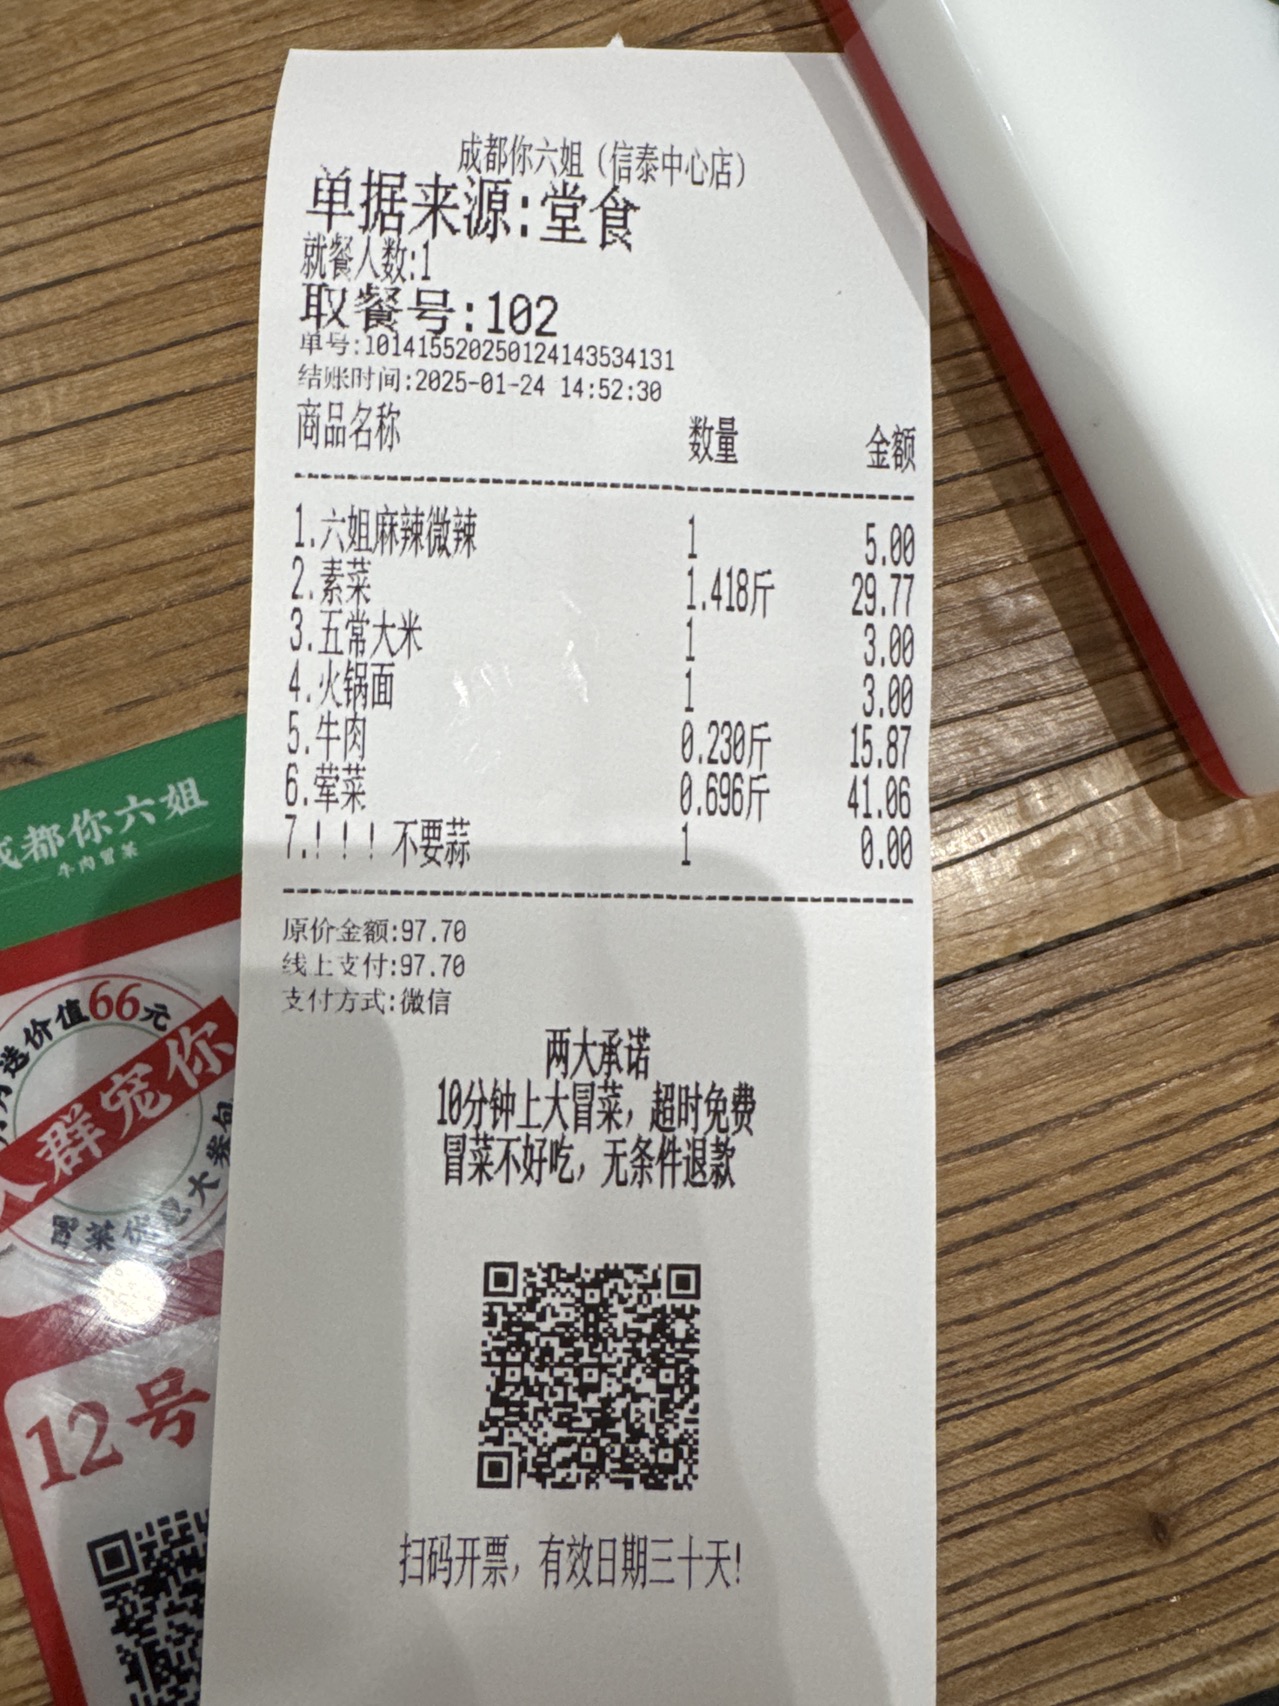 成都你六姐（信泰中心店）
单据来源:堂食
就餐人数:1
取餐号:102
单号:101415520250124143534131
结账时间:2025-01-24 14:52:30
商品名称 数量 金额
1.六姐麻辣微辣 1 5.00
2.素菜 1.418斤 29.77
3.五常大米 1 3.00
4.火锅面 1 3.00
5.牛肉 0.230斤 15.87
6.荤菜 0.696斤 41.06
7.！！！不要蒜 1 0.00
原价金额:97.70
线上支付:97.70
支付方式:微信
两大承诺
10分钟上大冒菜，超时免费
冒菜不好吃，无条件退款
扫码开票，有效日期三十天!
成都你六姐
牛肉冒菜
送价值66元
群宠你
冒菜优惠大券包
12号